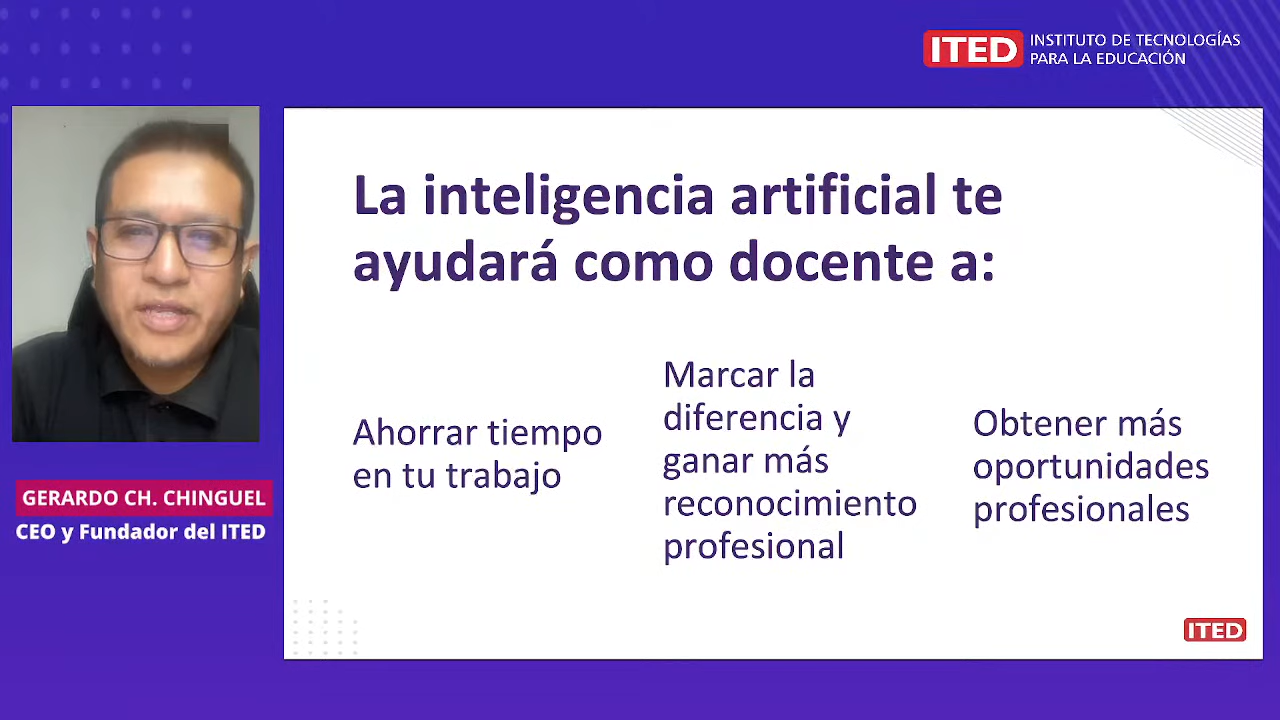 ITED
INSTITUTO DE TECNOLOGÍAS
PARA LA EDUCACIÓN
La inteligencia artificial te
ayudará como docente a:
Ahorrar tiempo
en tu trabajo
Marcar la
diferencia y
ganar más
reconocimiento
profesional
Obtener más
oportunidades
profesionales
GERARDO CH. CHINGUEL
CEO y Fundador del ITED
ITED